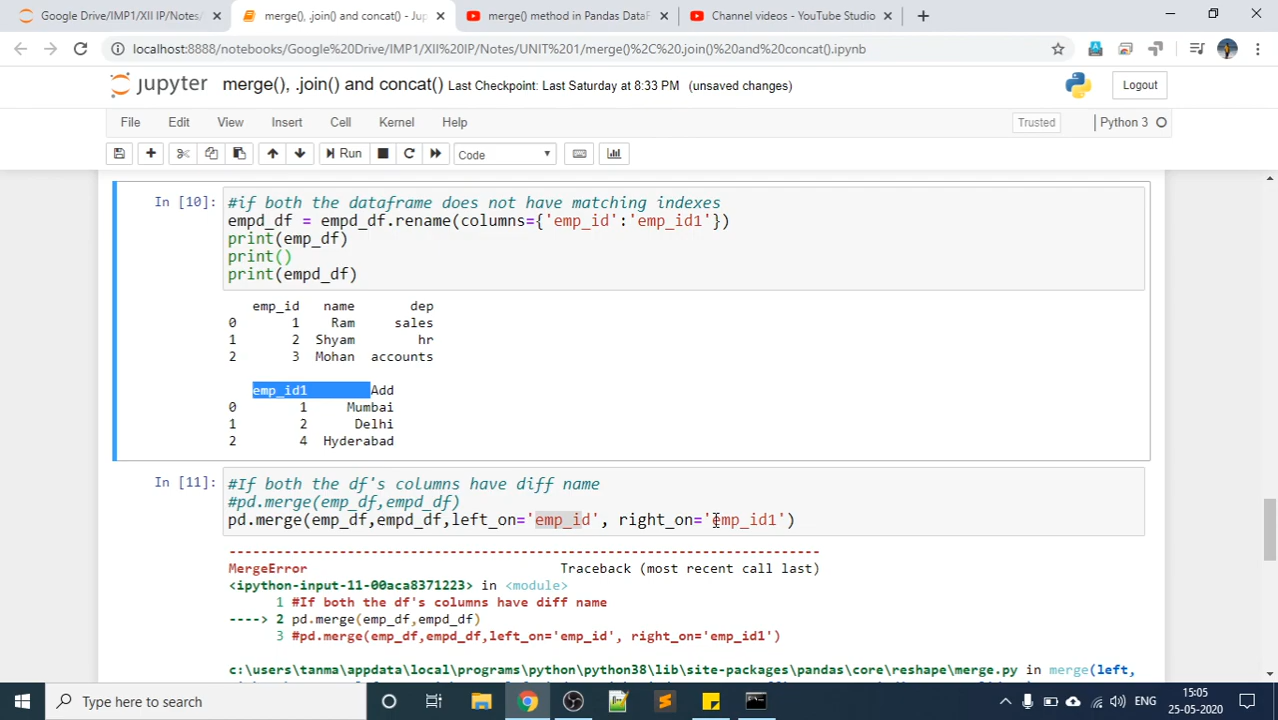 Google Drive/IMP1/XII IP/Notes/
merge(), .join() and concat() - Jup
merge() method in Pandas DataF
Channel videos - YouTube Studio
localhost:8888/notebooks/Google%20Drive/IMP1/XII%20IP/Notes/UNIT%201/merge()%2C%20.join()%20and%20concat().ipynb
jupyter merge(), .join() and concat() Last Checkpoint: Last Saturday at 8:33 PM (unsaved changes)
Logout
File Edit View Insert Cell Kernel Help
Trusted
Python 3
Run
Code
In [10]:
#if both the dataframe does not have matching indexes
empd_df = empd_df.rename(columns={'emp_id':'emp_id1'})
print(emp_df)
print()
print(empd_df)
emp_id name dep
0 1 Ram sales
1 2 Shyam hr
2 3 Mohan accounts
emp_id1 Add
0 1 Mumbai
1 2 Delhi
2 4 Hyderabad
In [11]:
#If both the df's columns have diff name
#pd.merge(emp_df,empd_df)
pd.merge(emp_df,empd_df,left_on='emp_id', right_on='emp_id1')
---------------------------------------------------------------------------
MergeError Traceback (most recent call last)
<ipython-input-11-00aca8371223> in <module>
1 #If both the df's columns have diff name
----> 2 pd.merge(emp_df,empd_df)
3 #pd.merge(emp_df,empd_df,left_on='emp_id', right_on='emp_id1')
c:\users\tanma\appdata\local\programs\python\python38\lib\site-packages\pandas\core\reshape\merge.py in merge(left,
Type here to search
ENG
15:05
25-05-2020